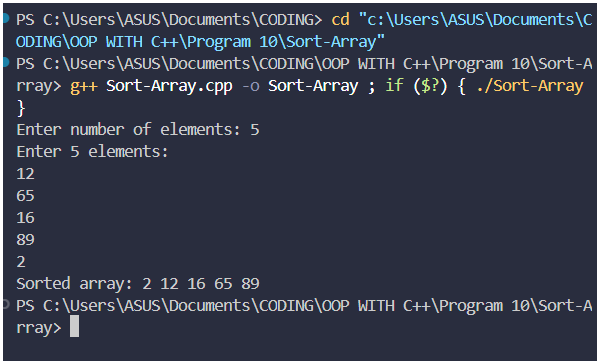 PS C:\Users\ASUS\Documents\CODING> cd "c:\Users\ASUS\Documents\C
ODING\OOP WITH C++\Program 10\Sort-Array"
PS C:\Users\ASUS\Documents\CODING\OOP WITH C++\Program 10\Sort-A
rray> g++ Sort-Array.cpp -o Sort-Array ; if ($?) { ./Sort-Array
}
Enter number of elements: 5
Enter 5 elements:
12
65
16
89
2
Sorted array: 2 12 16 65 89
PS C:\Users\ASUS\Documents\CODING\OOP WITH C++\Program 10\Sort-A
rray>